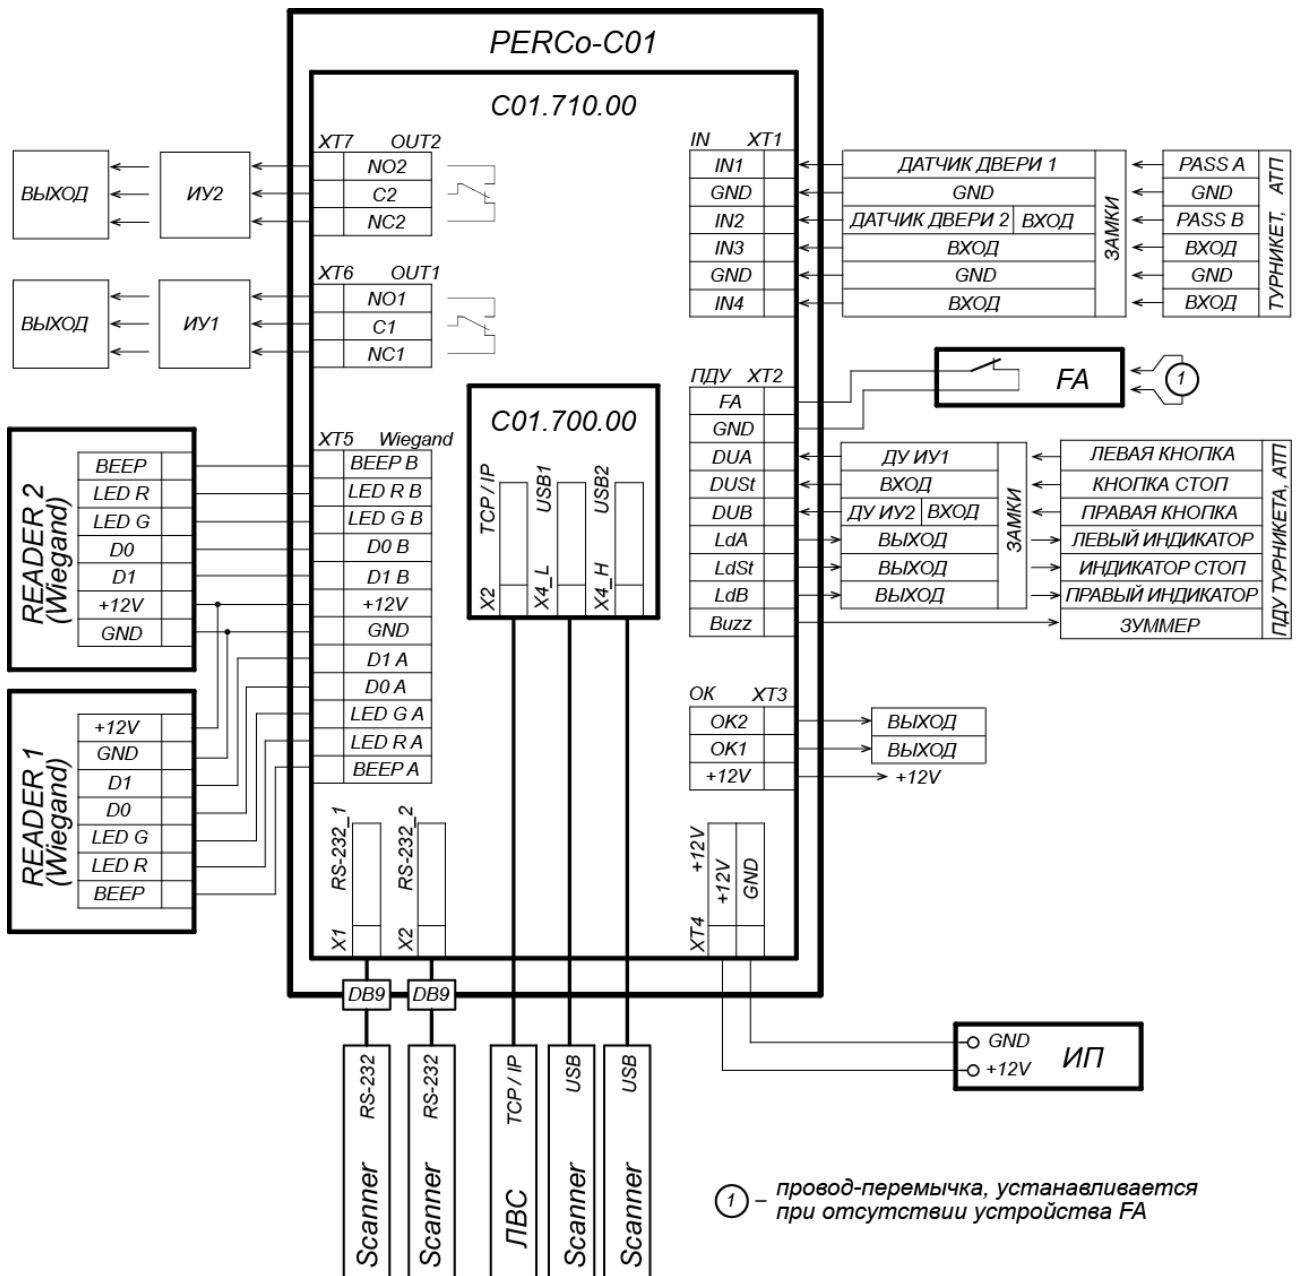 PERCo-C01
C01.710.00
XT7 OUT2
NO2
C2
NC2
ВЫХОД
ИУ2
XT6 OUT1
NO1
C1
NC1
ВЫХОД
ИУ1
IN XT1
IN1
GND
IN2
IN3
GND
IN4
ДАТЧИК ДВЕРИ 1
GND
ДАТЧИК ДВЕРИ 2 ВХОД
ВХОД
GND
ВХОД
ЗАМКИ
PASS A
GND
PASS B
ВХОД
GND
ВХОД
ТУРНИКЕТ, АТП
ПДУ XT2
FA
GND
DUA
DUSt
DUB
LdA
LdSt
LdB
Buzz
FA
1
ДУ ИУ1
ВХОД
ДУ ИУ2 ВХОД
ВЫХОД
ВЫХОД
ВЫХОД
ЗАМКИ
ЛЕВАЯ КНОПКА
КНОПКА СТОП
ПРАВАЯ КНОПКА
ЛЕВЫЙ ИНДИКАТОР
ИНДИКАТОР СТОП
ПРАВЫЙ ИНДИКАТОР
ЗУММЕР
ПДУ ТУРНИКЕТА, АТП
C01.700.00
X2 TCP / IP
X4_L USB1
X4_H USB2
XT5 Wiegand
BEEP B
LED R B
LED G B
D0 B
D1 B
+12V
GND
D1 A
D0 A
LED G A
LED R A
BEEP A
READER 2
(Wiegand)
BEEP
LED R
LED G
D0
D1
+12V
GND
READER 1
(Wiegand)
+12V
GND
D1
D0
LED G
LED R
BEEP
OK XT3
OK2
OK1
+12V
ВЫХОД
ВЫХОД
+12V
X1 RS-232_1
X2 RS-232_2
XT4 +12V
+12V
GND
DB9
DB9
Scanner RS-232
Scanner RS-232
ЛВС TCP / IP
Scanner USB
Scanner USB
GND
+12V
ИП
1 – провод-перемычка, устанавливается
при отсутствии устройства FA